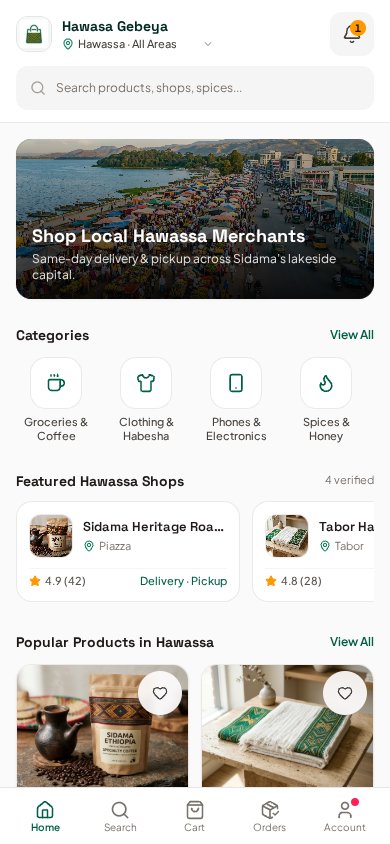 Hawasa Gebeya
Hawassa · All Areas
1
Search products, shops, spices...
Shop Local Hawassa Merchants
Same-day delivery & pickup across Sidama's lakeside
capital.
Categories
View All
Groceries &
Coffee
Clothing &
Habesha
Phones &
Electronics
Spices &
Honey
Featured Hawassa Shops
4 verified
Sidama Heritage Roa...
Piazza
4.9 (42)
Delivery · Pickup
Tabor Ha
Tabor
4.8 (28)
Popular Products in Hawassa
View All
SIDAMA
ETHIOPIA
SPECIALTY COFFEE
Home
Search
Cart
Orders
Account